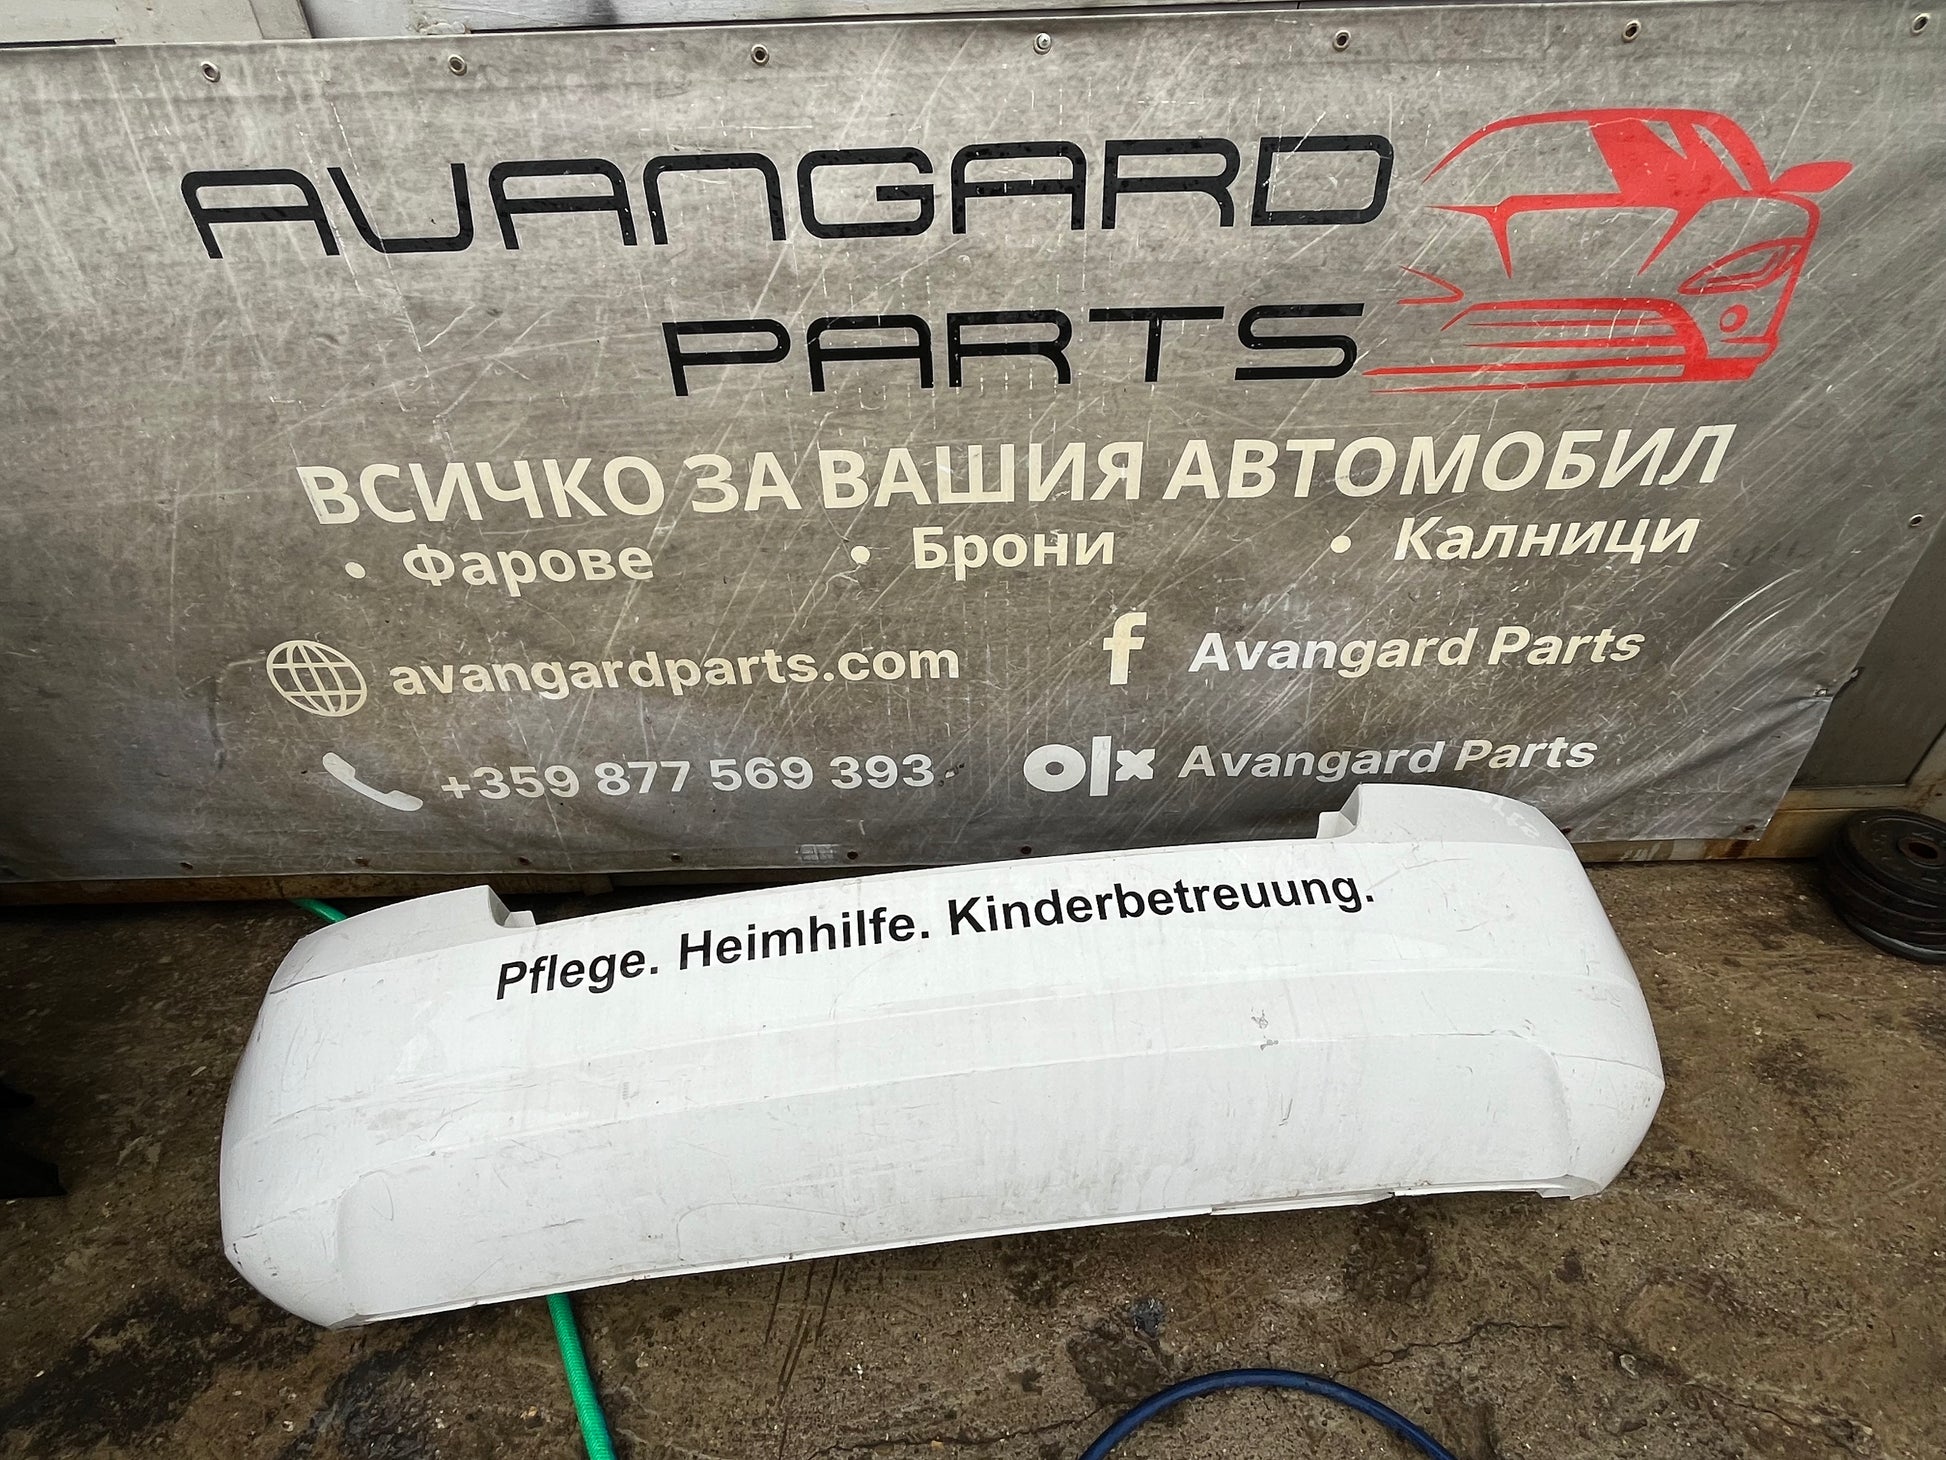 AVANGARD
PARTS
ВСИЧКО ЗА ВАШИЯ АВТОМОБИЛ
• Фарове • Брони • Калници
avangardparts.com f Avangard Parts
+359 877 569 393 olx Avangard Parts
Pflege. Heimhilfe. Kinderbetreuung.